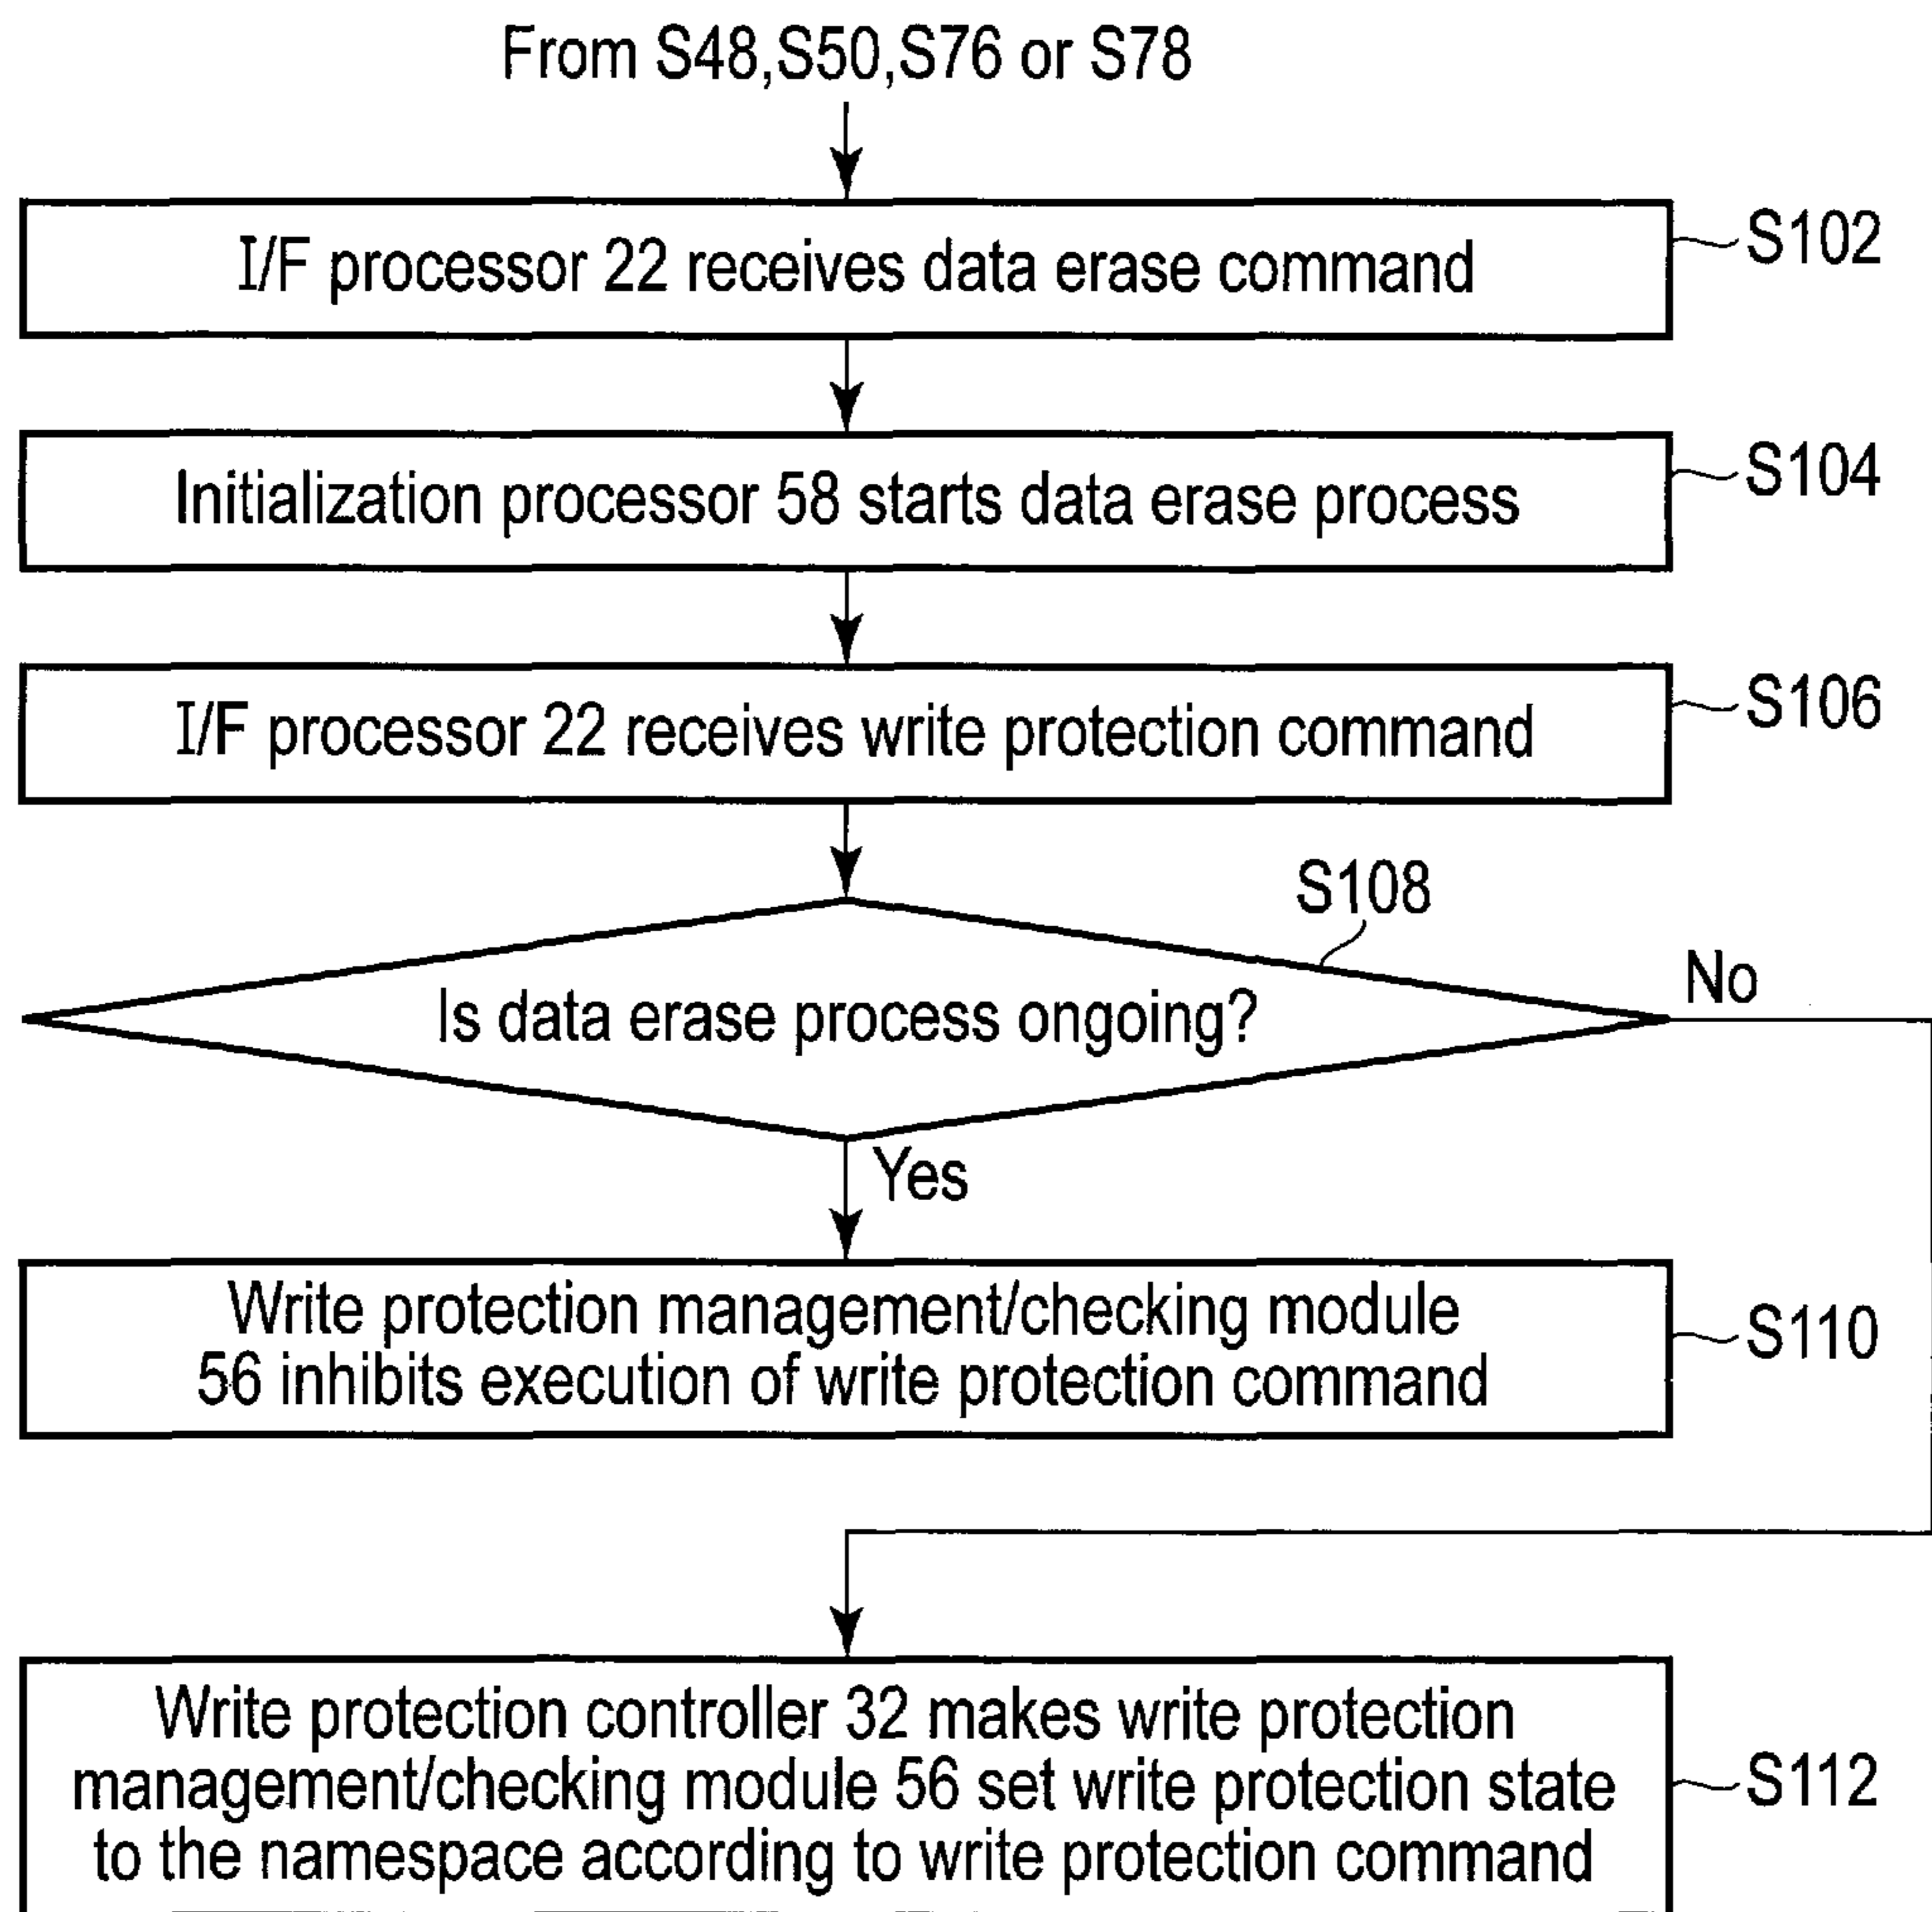 From S48,S50,S76 or S78
I/F processor 22 receives data erase command
S102
Initialization processor 58 starts data erase process
S104
I/F processor 22 receives write protection command
S106
S108
Is data erase process ongoing?
No
Yes
Write protection management/checking module
56 inhibits execution of write protection command
S110
Write protection controller 32 makes write protection
management/checking module 56 set write protection state
to the namespace according to write protection command
S112